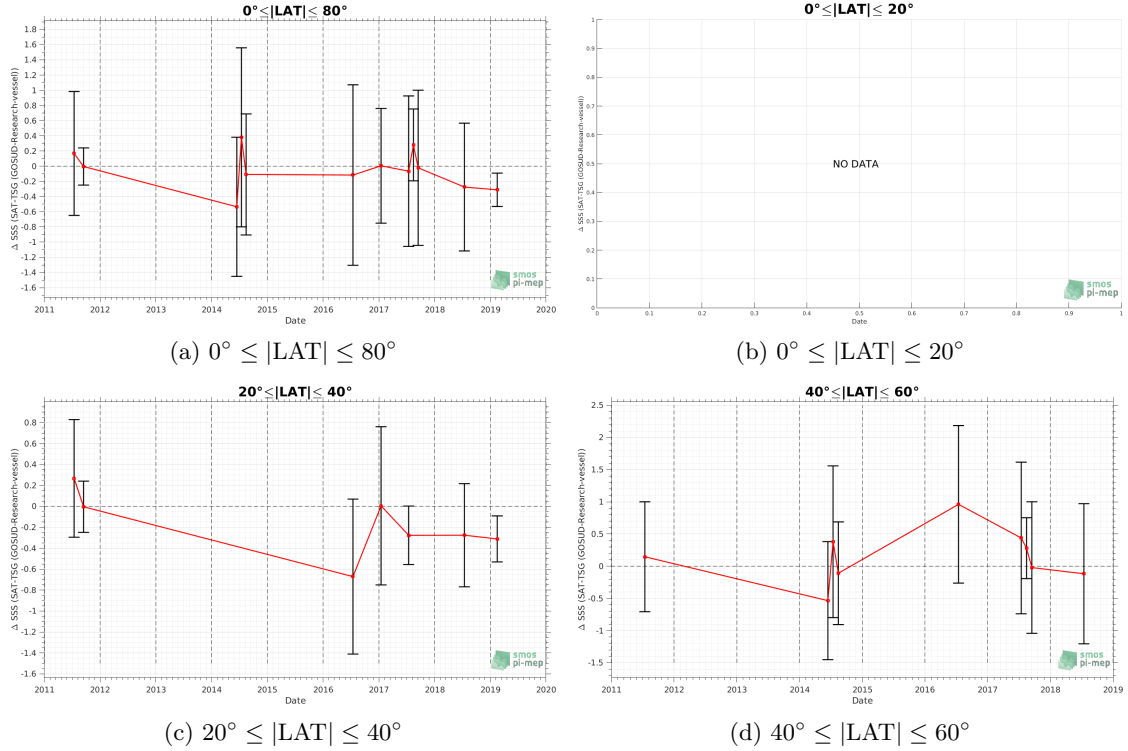 0°≤|LAT|≤ 80°
1.8
1.6
1.4
1.2
1
0.8
0.6
0.4
0.2
0
-0.2
-0.4
-0.6
-0.8
-1
-1.2
-1.4
-1.6
Δ SSS (SAT-TSG (GOSUD-Research-vessel))
2011 2012 2013 2014 2015 2016 2017 2018 2019 2020
Date
smos
pi-mep
(a) 0° ≤ |LAT| ≤ 80°
0°≤|LAT|≤ 20°
1
0.9
0.8
0.7
0.6
0.5
0.4
0.3
0.2
0.1
0
Δ SSS (SAT-TSG (GOSUD-Research-vessel))
NO DATA
0 0.1 0.2 0.3 0.4 0.5 0.6 0.7 0.8 0.9 1
Date
smos
pi-mep
(b) 0° ≤ |LAT| ≤ 20°
20°≤|LAT|≤ 40°
0.8
0.6
0.4
0.2
0
-0.2
-0.4
-0.6
-0.8
-1
-1.2
-1.4
-1.6
Δ SSS (SAT-TSG (GOSUD-Research-vessel))
2011 2012 2013 2014 2015 2016 2017 2018 2019 2020
Date
smos
pi-mep
(c) 20° ≤ |LAT| ≤ 40°
40°≤|LAT|≤ 60°
2.5
2
1.5
1
0.5
0
-0.5
-1
-1.5
Δ SSS (SAT-TSG (GOSUD-Research-vessel))
2011 2012 2013 2014 2015 2016 2017 2018 2019
Date
smos
pi-mep
(d) 40° ≤ |LAT| ≤ 60°